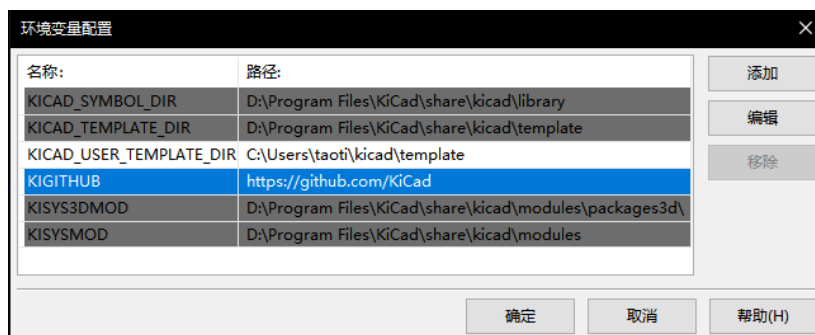 环境变量配置
名称: 路径:
KICAD_SYMBOL_DIR D:\Program Files\KiCad\share\kicad\library
KICAD_TEMPLATE_DIR D:\Program Files\KiCad\share\kicad\template
KICAD_USER_TEMPLATE_DIR C:\Users\taoti\kicad\template
KIGITHUB https://github.com/KiCad
KISYS3DMOD D:\Program Files\KiCad\share\kicad\modules\packages3d\
KISYSMOD D:\Program Files\KiCad\share\kicad\modules
添加
编辑
移除
确定 取消 帮助(H)